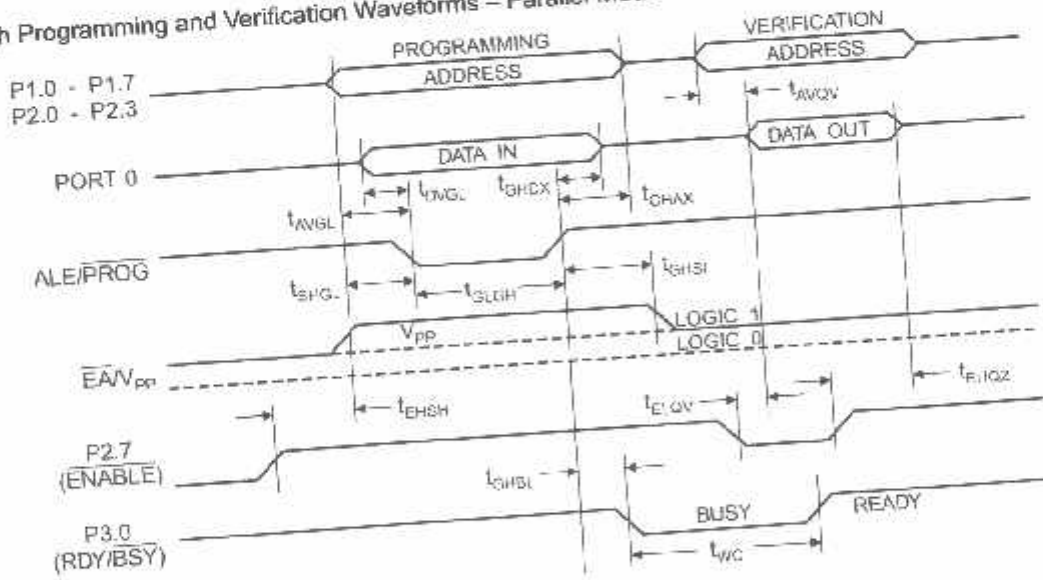 Programming and Verification Waveforms – Parallel
PROGRAMMING
ADDRESS
VERIFICATION
ADDRESS
P1.0 - P1.7
P2.0 - P2.3
tAVQV
PORT 0
DATA IN
DATA OUT
tDVGL
tGHDX
tGHAX
tAVGL
ALE/PROG
tSHGL
tGLGH
tGHSL
VPP
LOGIC 1
LOGIC 0
EA/VPP
tEHSH
tELQV
tEHQZ
P2.7
(ENABLE)
tGHBL
P3.0
(RDY/BSY)
BUSY
READY
tWC